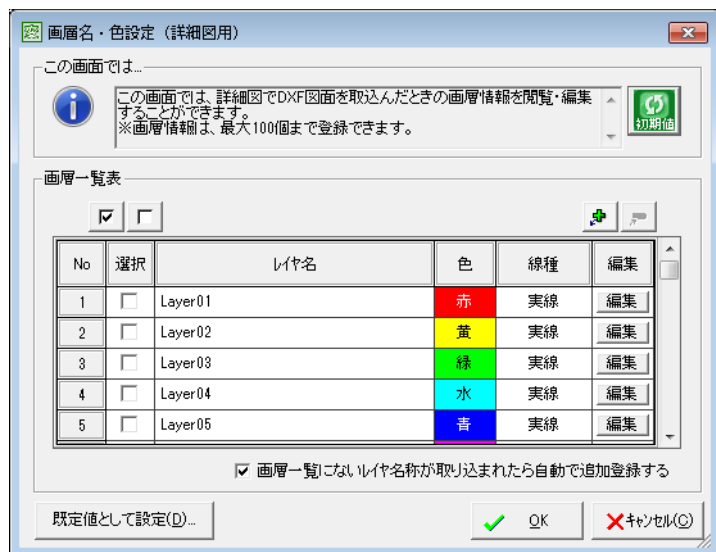 窓 画層名・色設定（詳細図用）
この画面では...
この画面では、詳細図でDXF図面を取込んだときの画層情報を閲覧・編集
することができます。
※画層情報は、最大100個まで登録できます。
初期値
画層一覧表
No 選択 レイヤ名 色 線種 編集
1 Layer01 赤 実線 編集
2 Layer02 黄 実線 編集
3 Layer03 緑 実線 編集
4 Layer04 水 実線 編集
5 Layer05 青 実線 編集
画層一覧にないレイヤ名称が取り込まれたら自動で追加登録する
既定値として設定(D)...
OK
キャンセル(C)